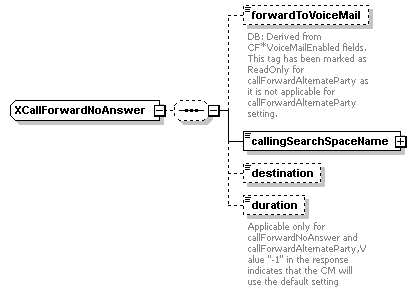 forwardToVoiceMail
DB: Derived from
CF*VoiceMailEnabled fields.
This tag has been marked as
ReadOnly for
callForwardAlternateParty as
it is not applicable for
callForwardAlternateParty
setting.
XCallForwardNoAnswer
callingSearchSpaceName
destination
duration
Applicable only for
callForwardNoAnswer and
callForwardAlternateParty,V
alue "-1" in the response
indicates that the CM will
use the default setting